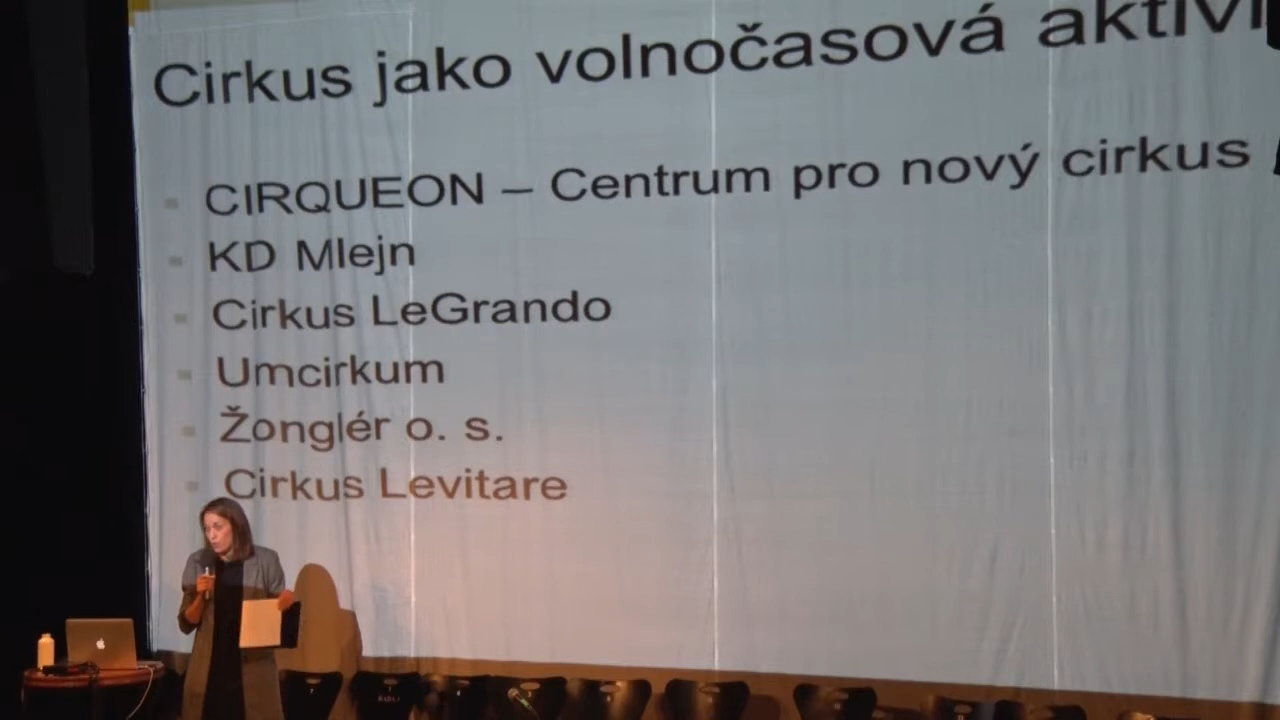 Cirkus jako volnočasová aktivi
CIRQUEON – Centrum pro nový cirkus
KD Mlejn
Cirkus LeGrando
Umcirkum
Žonglér o. s.
Cirkus Levitare